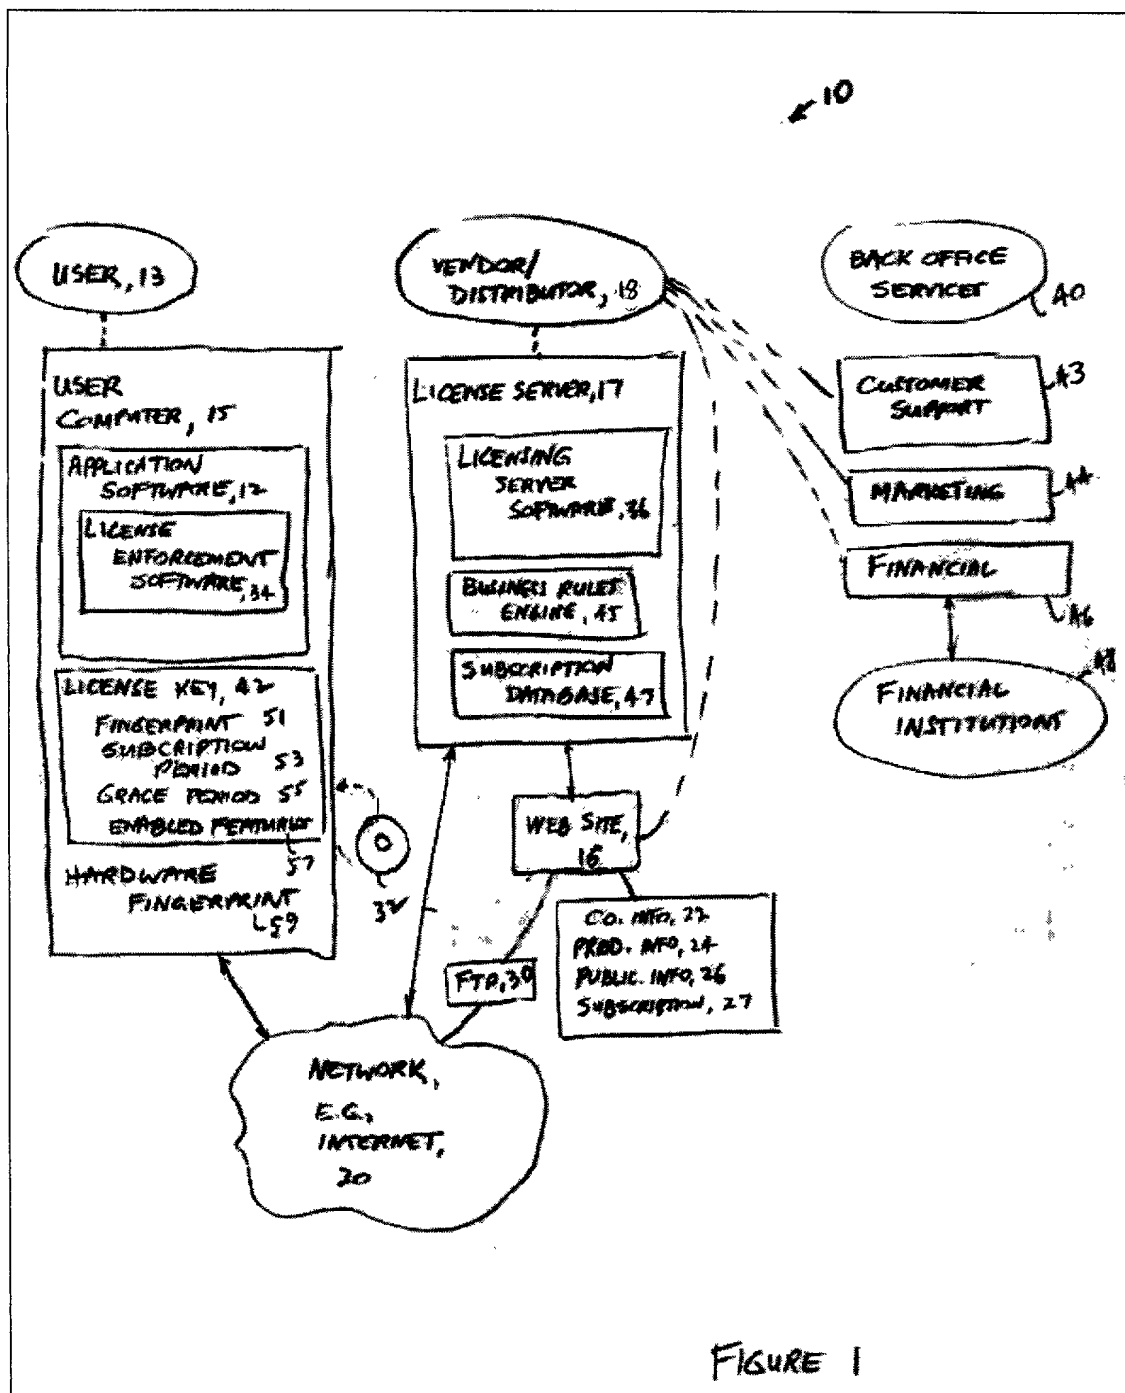 10
USER, 13
VENDOR/
DISTRIBUTOR, 18
BACK OFFICE
SERVICES
40
USER
COMPUTER, 15
APPLICATION
SOFTWARE, 12
LICENSE
ENFORCEMENT
SOFTWARE, 34
LICENSE KEY, 42
FINGERPRINT 51
SUBSCRIPTION
PERIOD 53
GRACE PERIOD 55
ENABLED FEATURES
57
HARDWARE
FINGERPRINT
59
LICENSE SERVER, 17
LICENSING
SERVER
SOFTWARE, 36
BUSINESS RULES
ENGINE, 45
SUBSCRIPTION
DATABASE, 47
CUSTOMER
SUPPORT
43
MARKETING
44
FINANCIAL
46
FINANCIAL
INSTITUTIONS
48
WEB SITE,
16
32
CO. INFO, 22
PROD. INFO, 24
PUBLIC. INFO, 26
SUBSCRIPTION, 27
FTP, 30
NETWORK,
E.G.,
INTERNET,
20
FIGURE 1